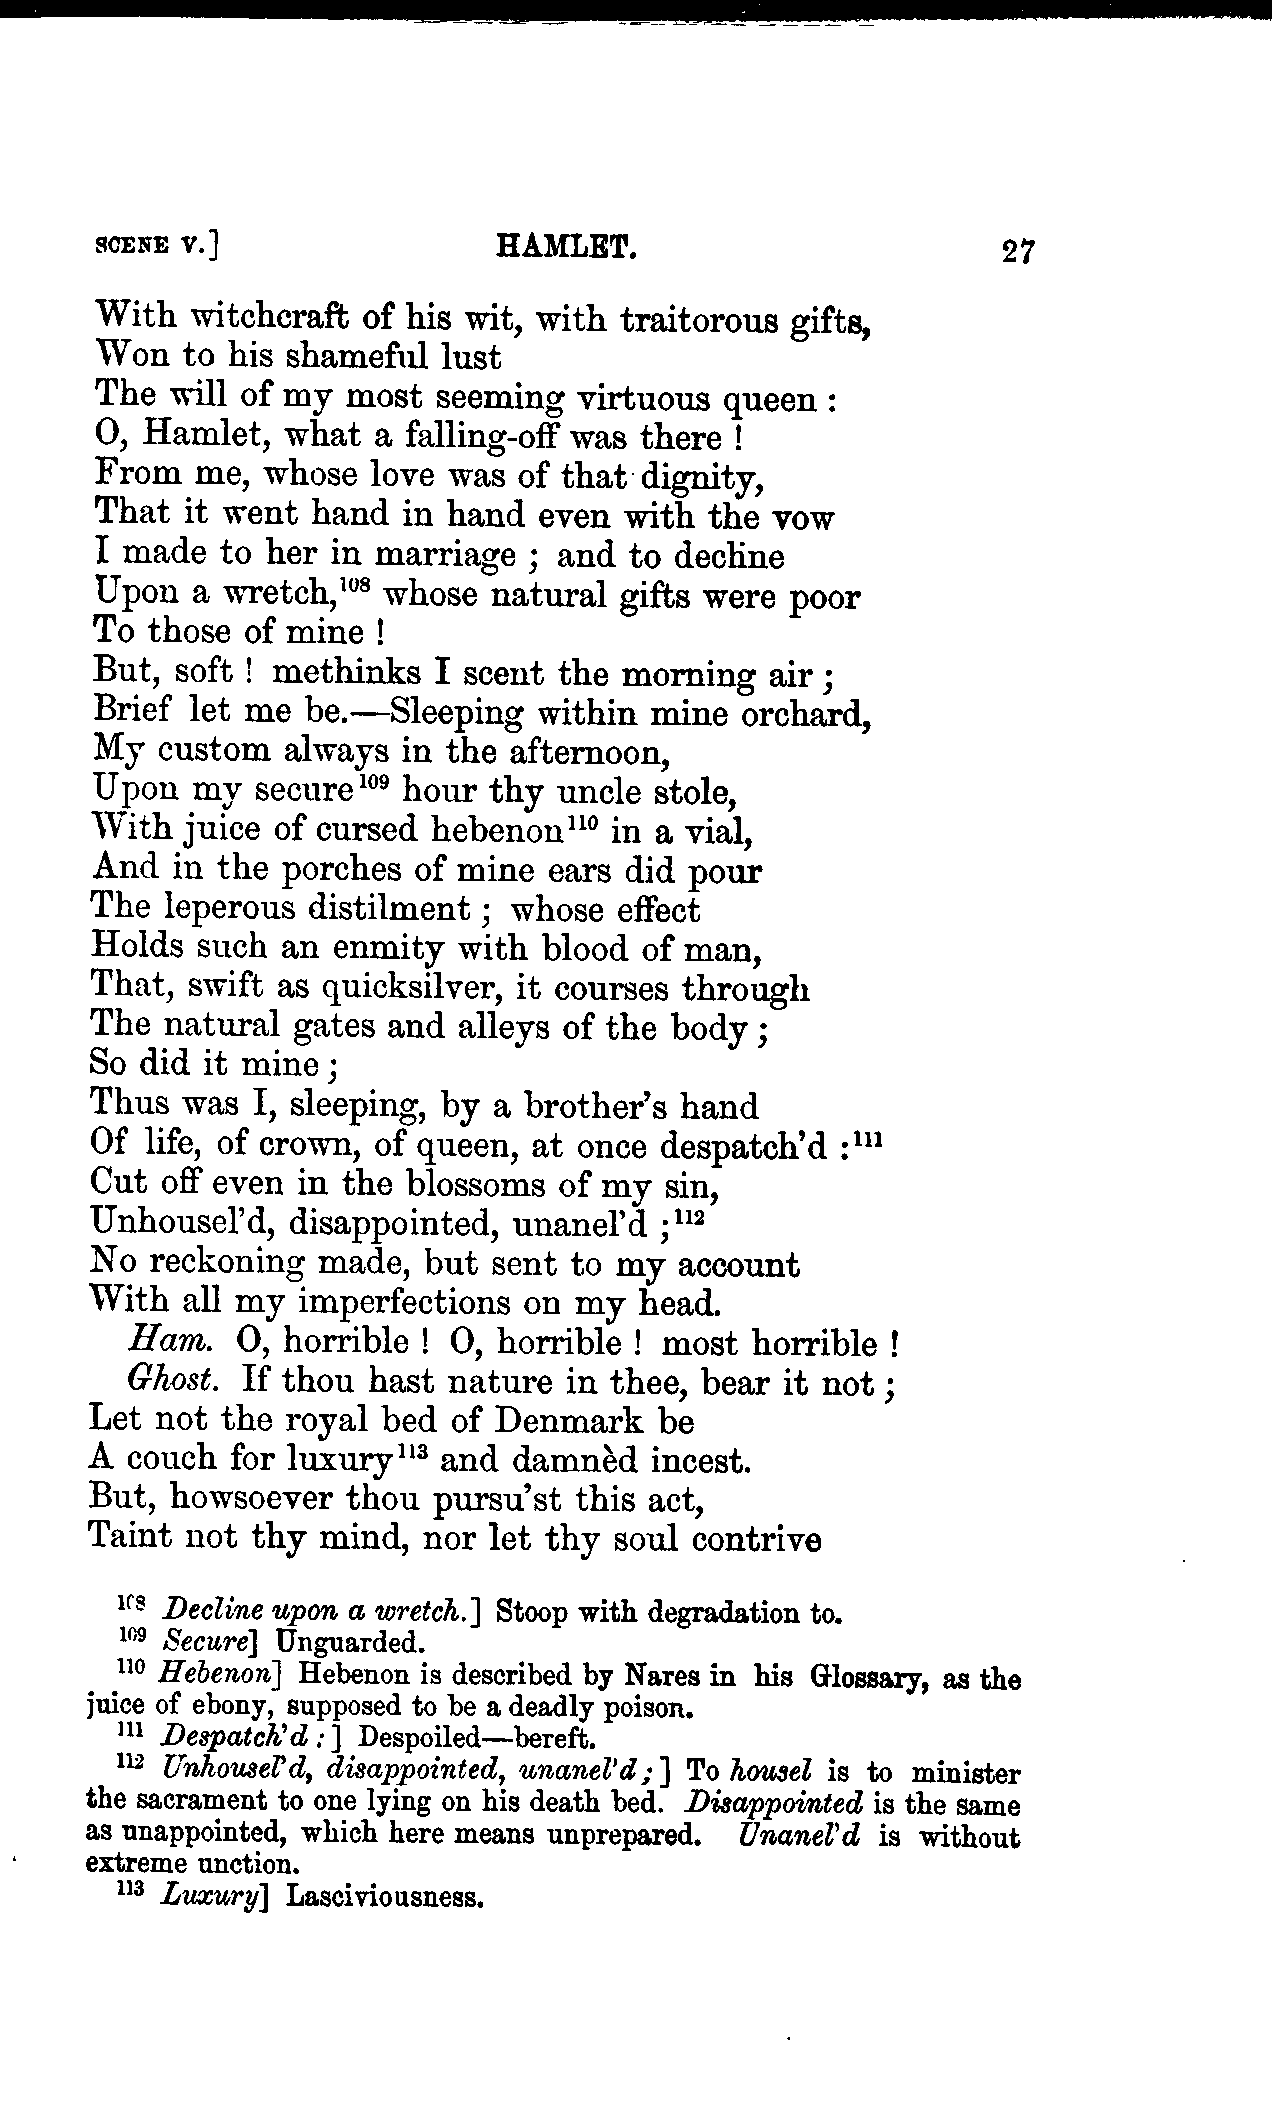 SCENE V.] HAMLET. 27
With witchcraft of his wit, with traitorous gifts,
Won to his shameful lust
The will of my most seeming virtuous queen :
O, Hamlet, what a falling-off was there !
From me, whose love was of that dignity,
That it went hand in hand even with the vow
I made to her in marriage ; and to decline
Upon a wretch,¹⁰⁸ whose natural gifts were poor
To those of mine !
But, soft ! methinks I scent the morning air ;
Brief let me be.—Sleeping within mine orchard,
My custom always in the afternoon,
Upon my secure¹⁰⁹ hour thy uncle stole,
With juice of cursed hebenon¹¹⁰ in a vial,
And in the porches of mine ears did pour
The leperous distilment ; whose effect
Holds such an enmity with blood of man,
That, swift as quicksilver, it courses through
The natural gates and alleys of the body ;
So did it mine ;
Thus was I, sleeping, by a brother's hand
Of life, of crown, of queen, at once despatch'd :¹¹¹
Cut off even in the blossoms of my sin,
Unhousel'd, disappointed, unanel'd ;¹¹²
No reckoning made, but sent to my account
With all my imperfections on my head.
Ham. O, horrible ! O, horrible ! most horrible !
Ghost. If thou hast nature in thee, bear it not ;
Let not the royal bed of Denmark be
A couch for luxury¹¹³ and damnèd incest.
But, howsoever thou pursu'st this act,
Taint not thy mind, nor let thy soul contrive
¹⁰⁸ Decline upon a wretch.] Stoop with degradation to.
¹⁰⁹ Secure] Unguarded.
¹¹⁰ Hebenon] Hebenon is described by Nares in his Glossary, as the
juice of ebony, supposed to be a deadly poison.
¹¹¹ Despatch'd :] Despoiled—bereft.
¹¹² Unhousel'd, disappointed, unanel'd ;] To housel is to minister
the sacrament to one lying on his death bed. Disappointed is the same
as unappointed, which here means unprepared. Unanel'd is without
extreme unction.
¹¹³ Luxury] Lasciviousness.